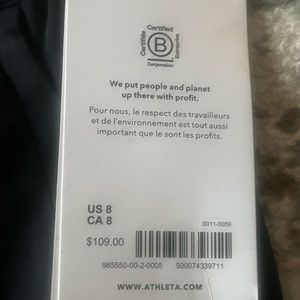 Certified
Certifiée
B
Entreprise
Corporation
We put people and planet
up there with profit.
Pour nous, le respect des travailleurs
et de l'environnement est tout aussi
important que le sont les profits.
US 8
CA 8
S011-0059
$109.00
985550-00-2-0005 500074339711
WWW.ATHLETA.COM